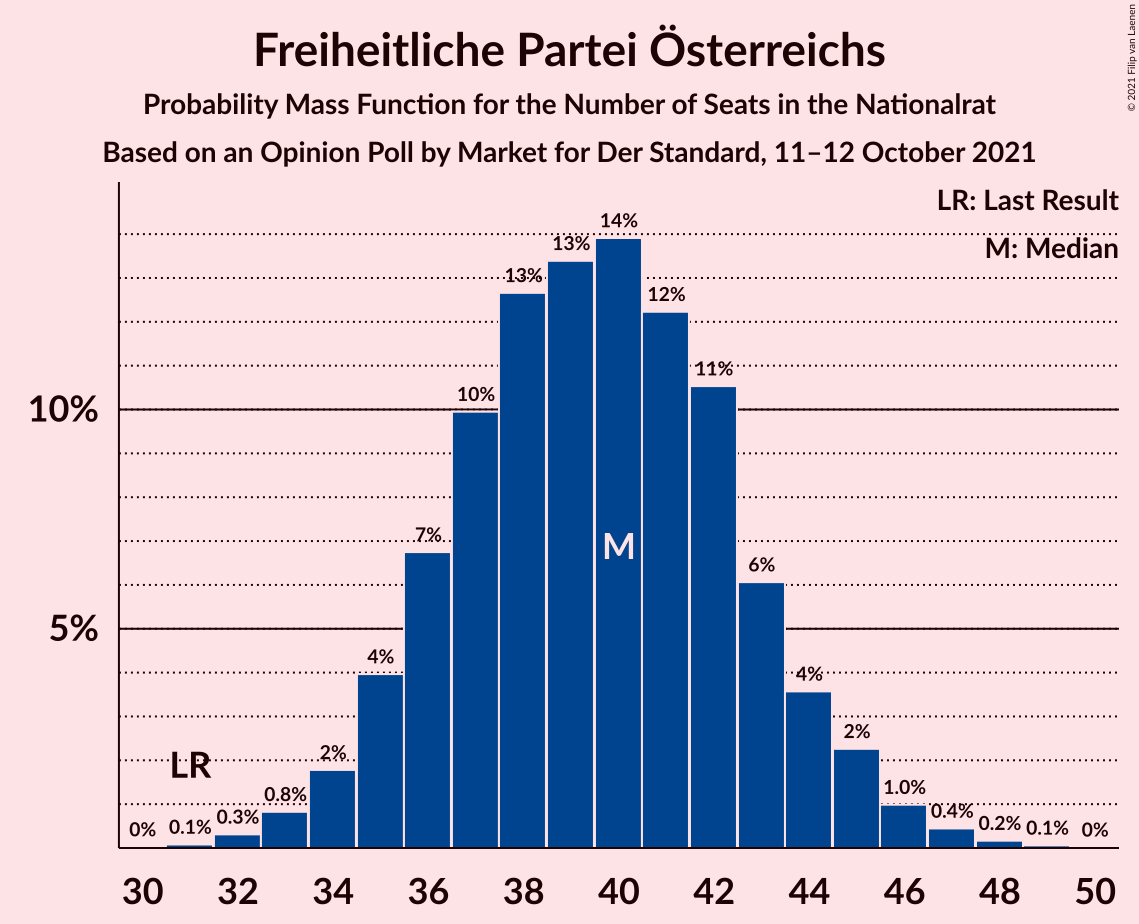 Freiheitliche Partei Österreichs
Probability Mass Function for the Number of Seats in the Nationalrat
Based on an Opinion Poll by Market for Der Standard, 11–12 October 2021
© 2021 Filip van Laenen
LR: Last Result
M: Median
14%
13%
13%
12%
11%
10%
10%
7%
M
6%
5%
4%
4%
2%
2%
LR
1.0%
0.8%
0.4%
0.3%
0.2%
0.1%
0.1%
0%
0%
30 32 34 36 38 40 42 44 46 48 50